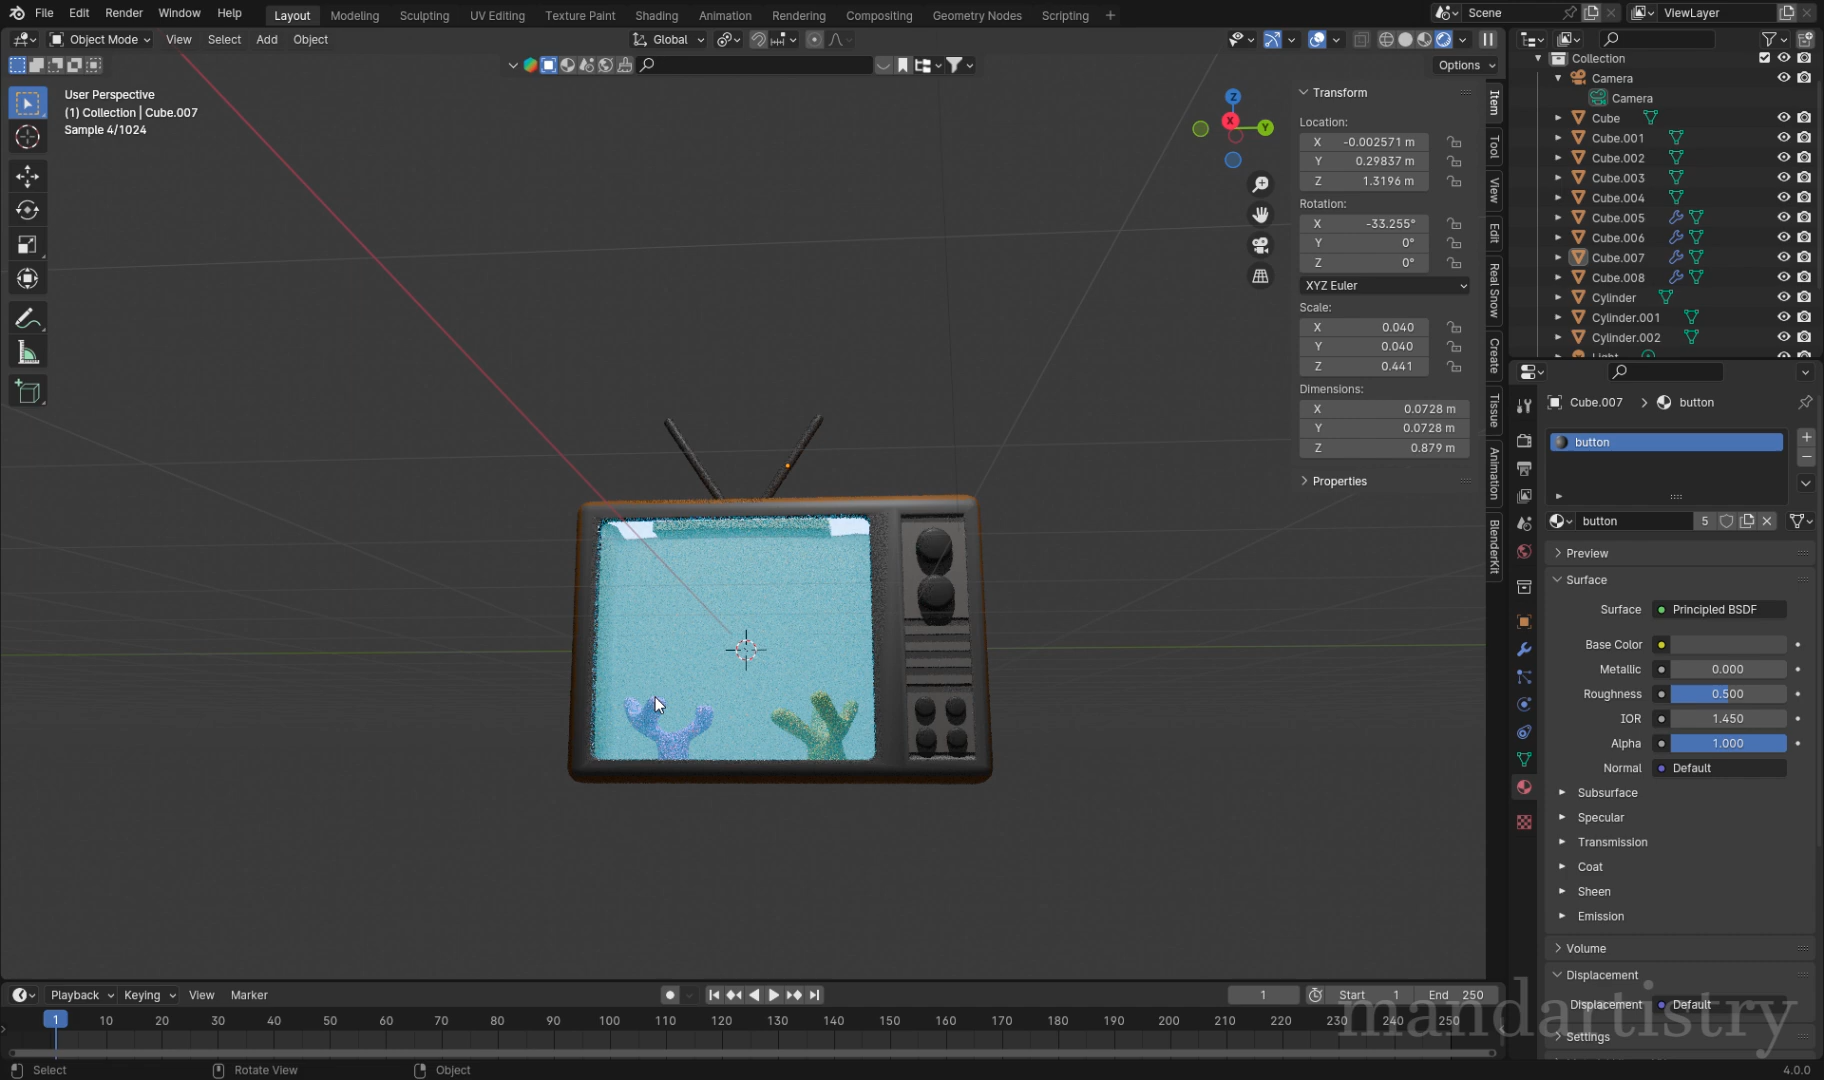 File Edit Render Window Help Layout Modeling Sculpting UV Editing Texture Paint Shading Animation Rendering Compositing Geometry Nodes Scripting + Scene ViewLayer
Object Mode View Select Add Object Global
Options
User Perspective
(1) Collection | Cube.007
Sample 4/1024
Z
Y
X
Transform
Location:
X -0.002571 m
Y 0.29837 m
Z 1.3196 m
Rotation:
X -33.255°
Y 0°
Z 0°
XYZ Euler
Scale:
X 0.040
Y 0.040
Z 0.441
Dimensions:
X 0.0728 m
Y 0.0728 m
Z 0.879 m
Properties
Item
Tool
View
Edit
Real Snow
Create
Tissue
Animation
BlenderKit
Collection
Camera
Camera
Cube
Cube.001
Cube.002
Cube.003
Cube.004
Cube.005
Cube.006
Cube.007
Cube.008
Cylinder
Cylinder.001
Cylinder.002
Light
Cube.007 > button
button
button 5
Preview
Surface
Surface Principled BSDF
Base Color
Metallic 0.000
Roughness 0.500
IOR 1.450
Alpha 1.000
Normal Default
Subsurface
Specular
Transmission
Coat
Sheen
Emission
Volume
Displacement
Displacement Default
Settings
Playback Keying View Marker 1 Start 1 End 250
1 10 20 30 40 50 60 70 80 90 100 110 120 130 140 150 160 170 180 190 200 210 220 230 240 250
mandartistry
Select Rotate View Object 4.0.0